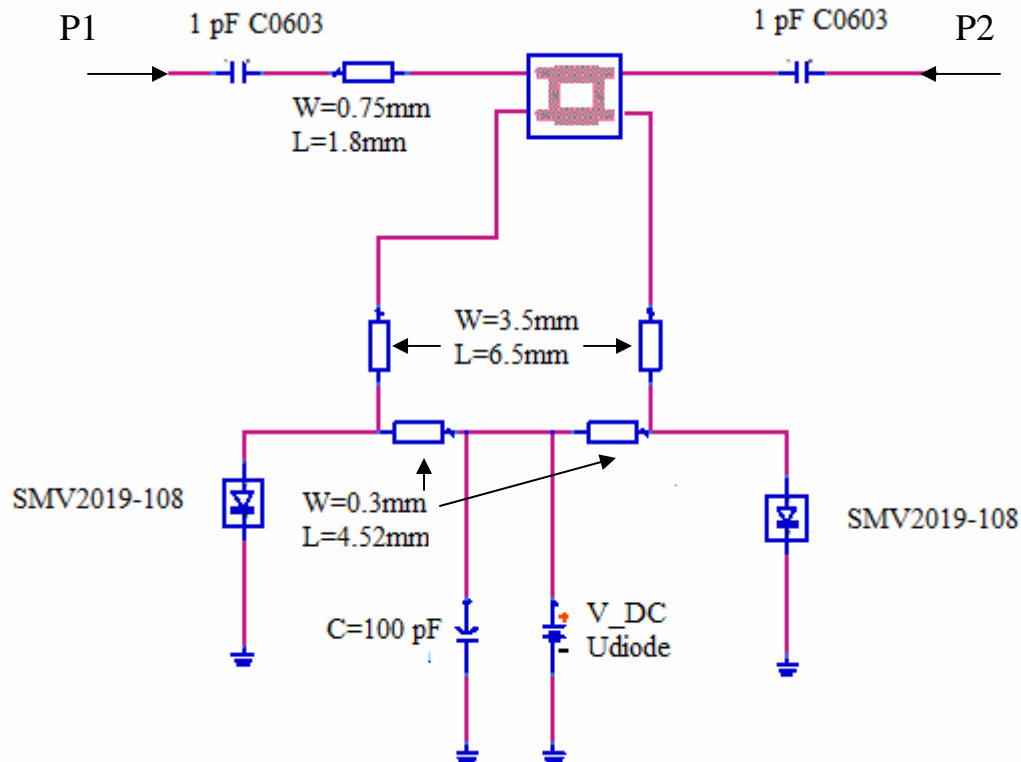 P1
1 pF C0603
1 pF C0603
P2
W=0.75mm
L=1.8mm
W=3.5mm
L=6.5mm
SMV2019-108
W=0.3mm
L=4.52mm
SMV2019-108
C=100 pF
+
V_DC
Udiode
-